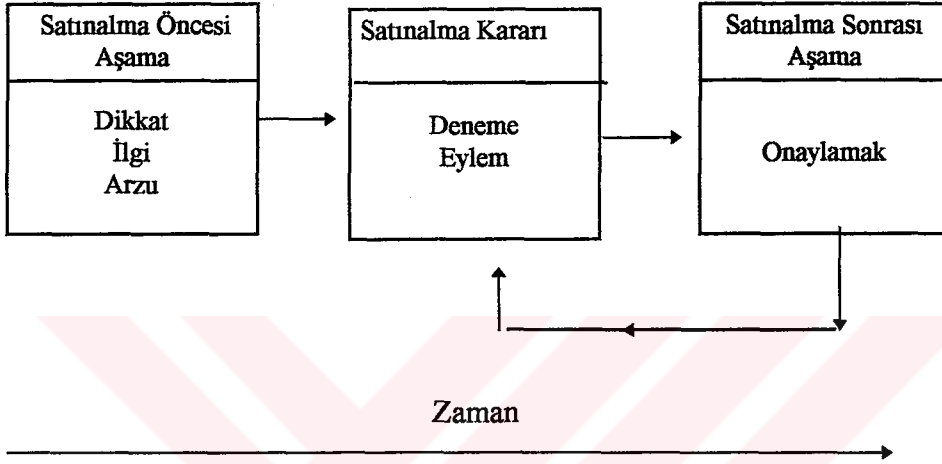 Satınalma Öncesi
Aşama
Dikkat
İlgi
Arzu
Satınalma Kararı
Deneme
Eylem
Satınalma Sonrası
Aşama
Onaylamak
Zaman